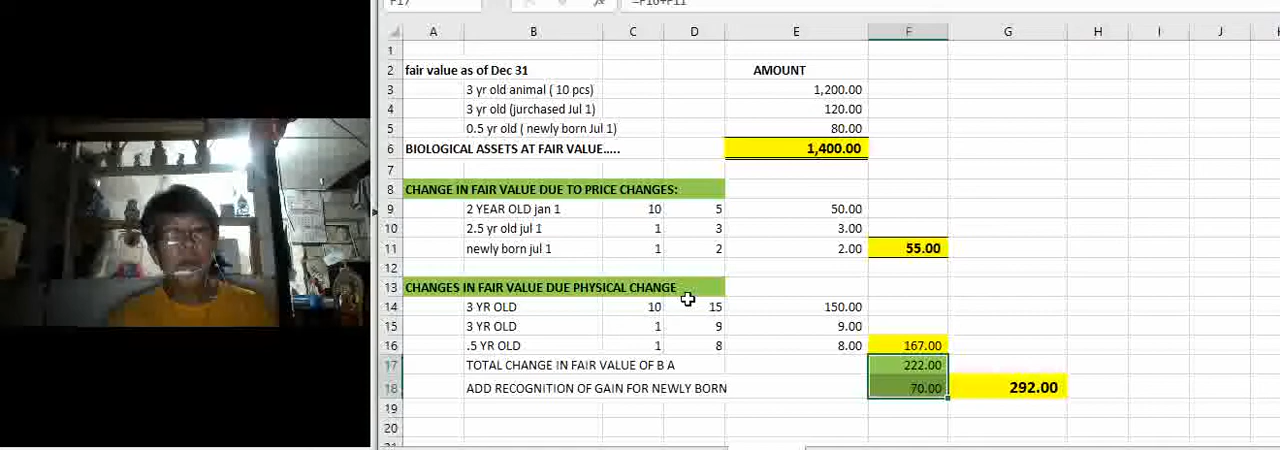 F17 fx =F16+F11
A B C D E F G H I J K
1
2 fair value as of Dec 31 AMOUNT
3 3 yr old animal ( 10 pcs) 1,200.00
4 3 yr old (jurchased Jul 1) 120.00
5 0.5 yr old ( newly born Jul 1) 80.00
6 BIOLOGICAL ASSETS AT FAIR VALUE..... 1,400.00
7
8 CHANGE IN FAIR VALUE DUE TO PRICE CHANGES:
9 2 YEAR OLD jan 1 10 5 50.00
10 2.5 yr old jul 1 1 3 3.00
11 newly born jul 1 1 2 2.00 55.00
12
13 CHANGES IN FAIR VALUE DUE PHYSICAL CHANGE
14 3 YR OLD 10 15 150.00
15 3 YR OLD 1 9 9.00
16 .5 YR OLD 1 8 8.00 167.00
17 TOTAL CHANGE IN FAIR VALUE OF B A 222.00
18 ADD RECOGNITION OF GAIN FOR NEWLY BORN 70.00 292.00
19
20
21